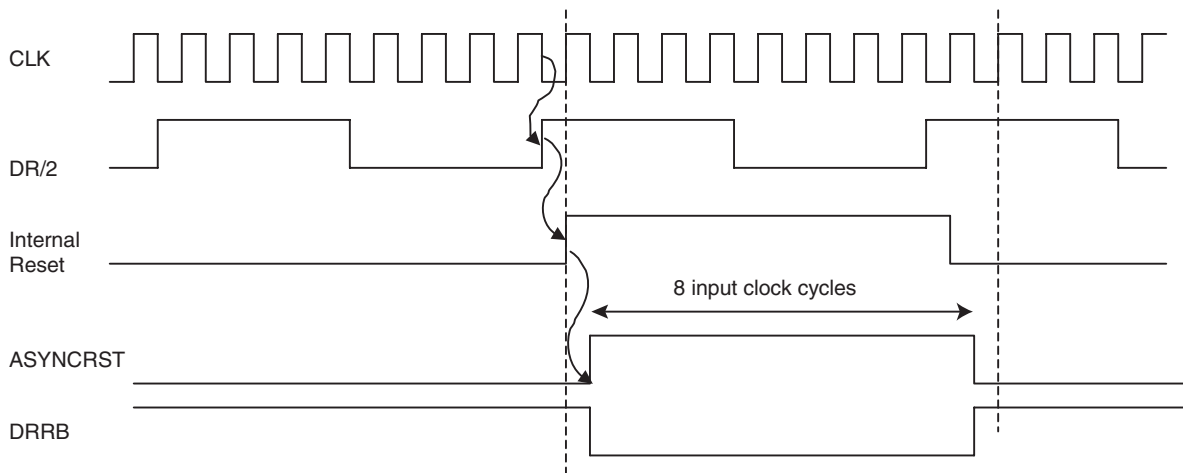 CLK
DR/2
Internal
Reset
8 input clock cycles
ASYNCRST
DRRB